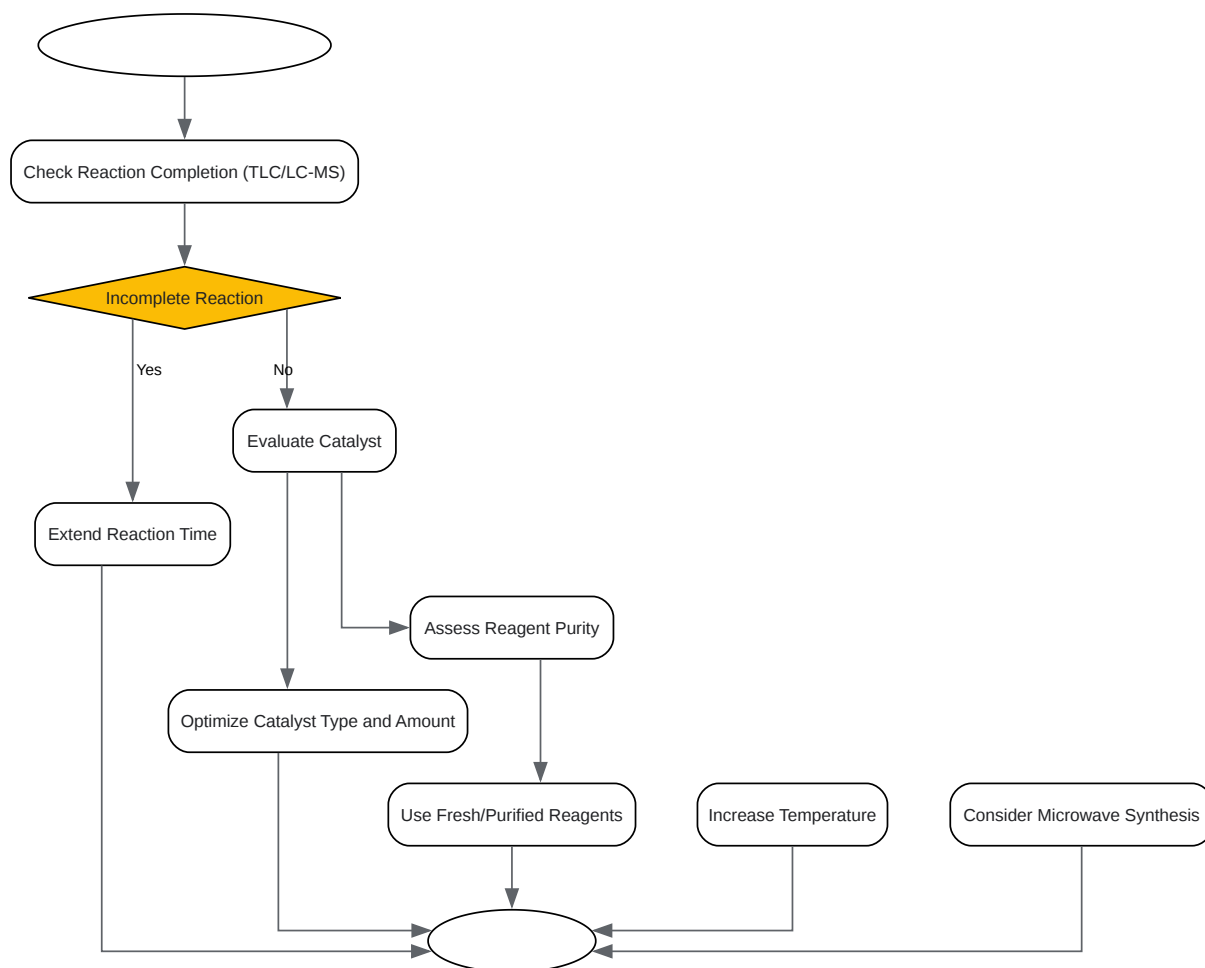 Check Reaction Completion (TLC/LC-MS)
Incomplete Reaction
Yes
No
Evaluate Catalyst
Extend Reaction Time
Assess Reagent Purity
Optimize Catalyst Type and Amount
Use Fresh/Purified Reagents
Increase Temperature
Consider Microwave Synthesis